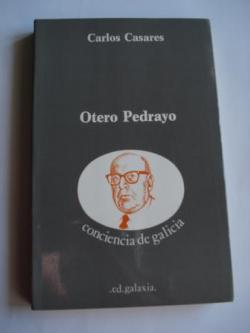 Carlos Casares
Otero Pedrayo
conciencia de galicia
.ed.galaxia.